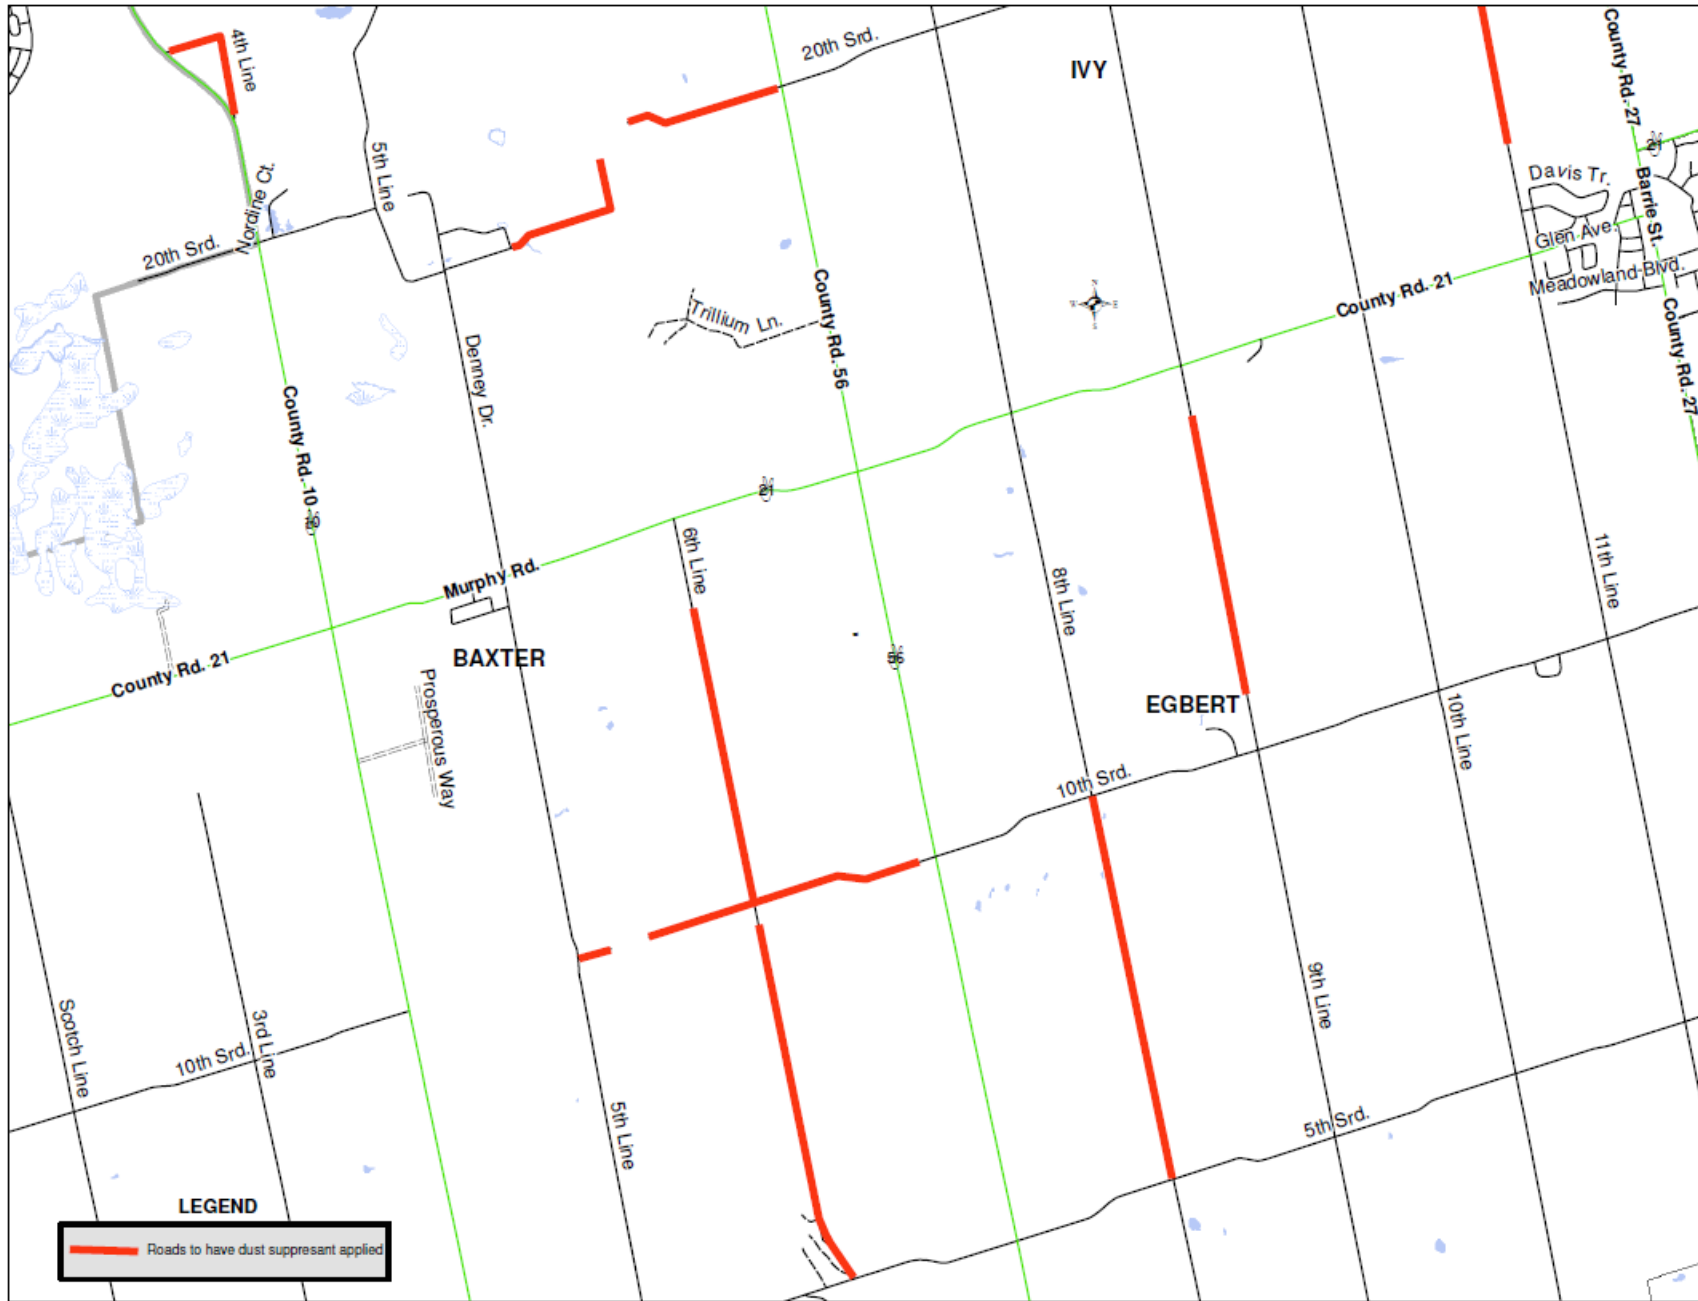 4th Line
20th Srd.
IVY
County Rd. 27
21
5th Line
Davis Tr.
Barrie St.
Nordine Ct.
20th Srd.
Glen Ave.
Meadowland Blvd.
County Rd. 21
Trillium Ln.
County Rd. 56
County Rd. 27
Denney Dr.
County Rd. 10
10
21
6th Line
Murphy Rd.
8th Line
11th Line
BAXTER
56
County Rd. 21
Prosperous Way
EGBERT
10th Line
10th Srd.
9th Line
Scotch Line
3rd Line
10th Srd.
5th Line
5th Srd.
LEGEND
Roads to have dust suppresant applied